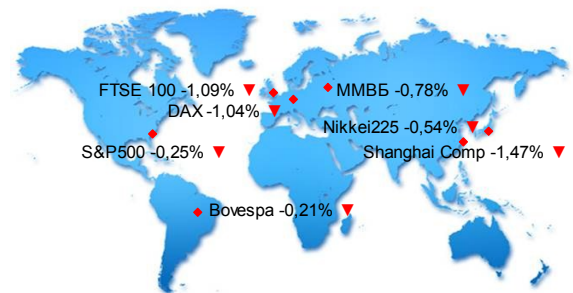 FTSE 100 -1,09%
ММВБ -0,78%
DAX -1,04%
Nikkei225 -0,54%
S&P500 -0,25%
Shanghai Comp -1,47%
Bovespa -0,21%